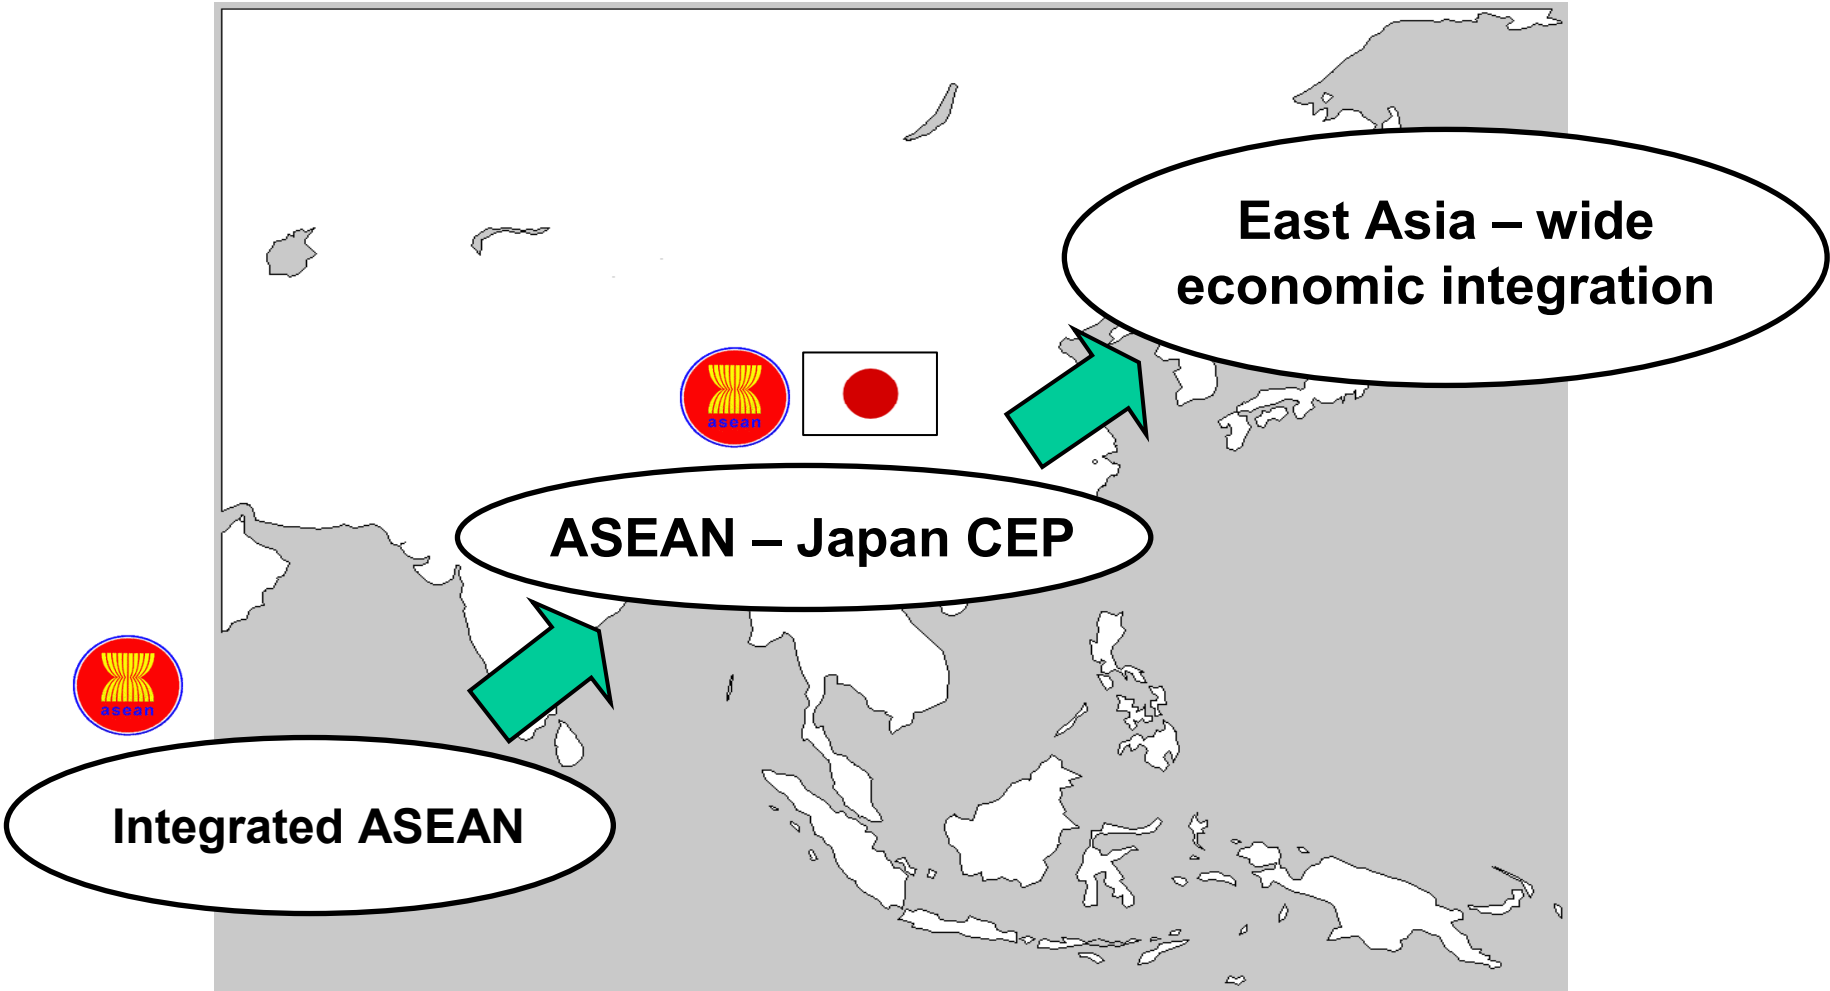 East Asia – wide
economic integration
asean
ASEAN – Japan CEP
asean
Integrated ASEAN